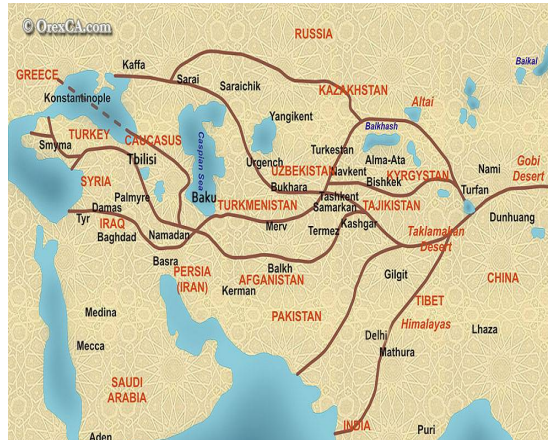 © OrexCA.com
RUSSIA
Kaffa
Baikal
GREECE
Sarai
Saraichik
KAZAKHSTAN
Konstantinople
Altai
Yangikent
Baikhash
TURKEY
CAUCASUS
Smyrna
Caspian Sea
Turkestan
Tbilisi
Urgench
Alma-Ata
Gobi
Desert
UZBEKISTAN
Navkent
KYRGYSTAN
Nami
SYRIA
Bukhara
Bishkek
Turfan
Palmyre
Baku
TURKMENISTAN
Tashkent
TAJIKISTAN
Damas
Samarkan
Tyr
IRAQ
Merv
Kashgar
Dunhuang
Baghdad
Namadan
Termez
Taklamahan
Desert
Basra
PERSIA
(IRAN)
Balkh
Gilgit
CHINA
Kerman
AFGANISTAN
TIBET
Medina
PAKISTAN
Himalayas
Lhaza
Delhi
Mecca
Mathura
SAUDI
ARABIA
INDIA
Puri
Aden